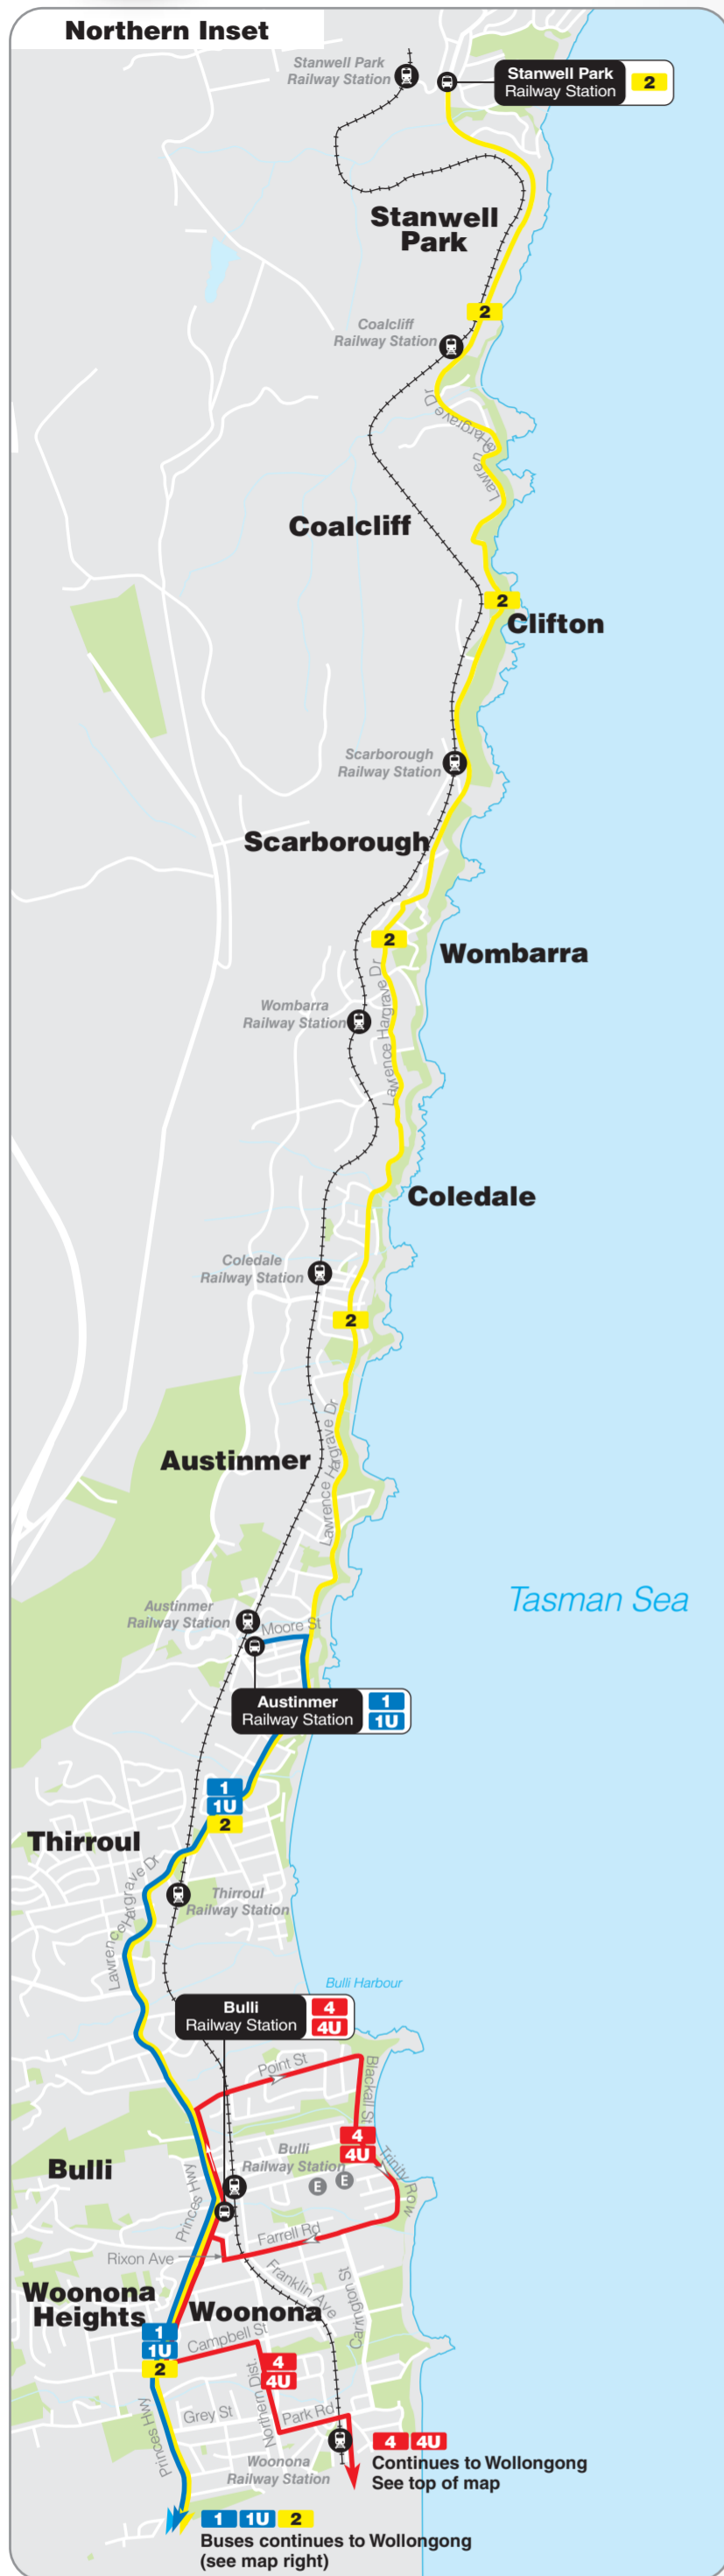 Northern Inset
Stanwell Park
Railway Station
Stanwell Park
Railway Station
2
Stanwell
Park
2
Coalcliff
Railway Station
Lawrence Hargrave Dr
Coalcliff
2
Clifton
Scarborough
Railway Station
Scarborough
2
Wombarra
Lawrence Hargrave Dr
Wombarra
Railway Station
Coledale
Coledale
Railway Station
2
Lawrence Hargrave Dr
Austinmer
Tasman Sea
Austinmer
Railway Station
Moore St
Austinmer
Railway Station
1
1U
1
1U
2
Thirroul
Lawrence Hargrave Dr
Thirroul
Railway Station
Bulli Harbour
Bulli
Railway Station
4
4U
Point St
Blackall St
4
4U
Bulli
Railway Station
E
E
Trinity Row
Bulli
Princes Hwy
Farrell Rd
Rixon Ave
Franklin Ave
Carrington St
Woonona
Heights
Woonona
1
1U
2
Campbell St
4
4U
Northern Dist.
Grey St
Park Rd
Princes Hwy
Woonona
Railway Station
4 4U
Continues to Wollongong
See top of map
1 1U 2
Buses continues to Wollongong
(see map right)